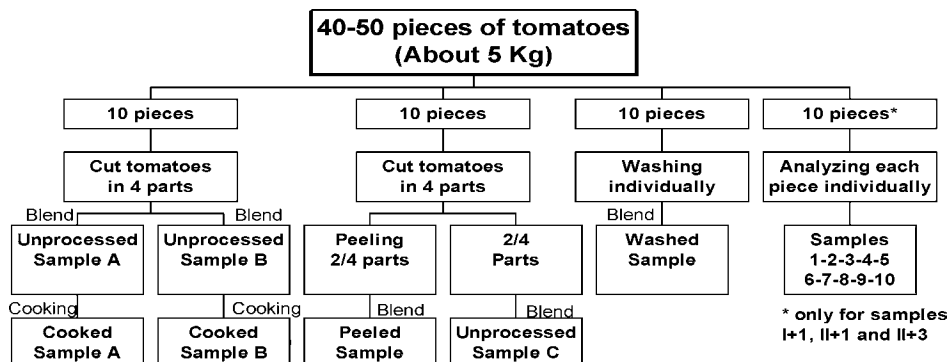 40-50 pieces of tomatoes
(About 5 Kg)
10 pieces
10 pieces
10 pieces
10 pieces*
Cut tomatoes
in 4 parts
Cut tomatoes
in 4 parts
Washing
individually
Analyzing each
piece individually
Blend
Blend
Blend
Unprocessed
Sample A
Unprocessed
Sample B
Peeling
2/4 parts
2/4
Parts
Washed
Sample
Samples
1-2-3-4-5
6-7-8-9-10
Cooking
Cooking
Blend
Blend
Cooked
Sample A
Cooked
Sample B
Peeled
Sample
Unprocessed
Sample C
* only for samples
I+1, II+1 and II+3